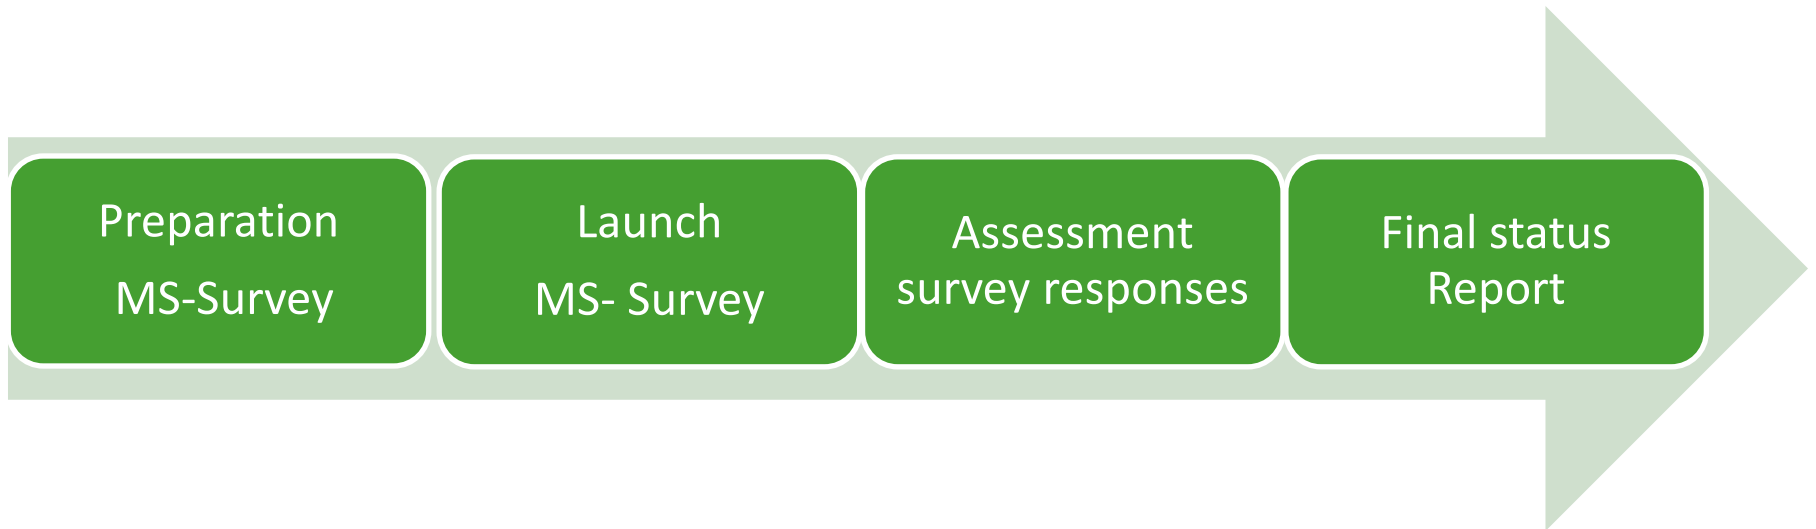 Preparation
MS-Survey
Launch
MS- Survey
Assessment
survey responses
Final status
Report